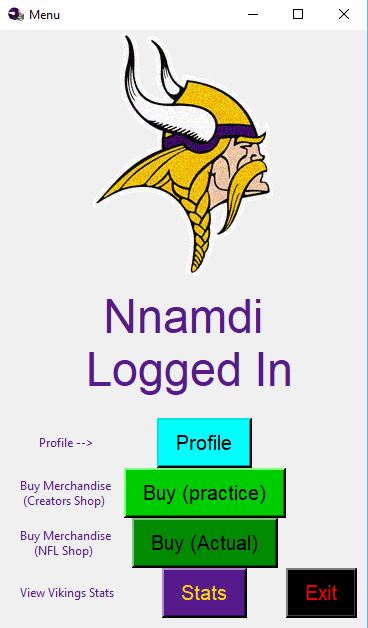 Menu
Nnamdi
Logged In
Profile -->
Profile
Buy Merchandise
(Creators Shop)
Buy (practice)
Buy Merchandise
(NFL Shop)
Buy (Actual)
View Vikings Stats
Stats
Exit